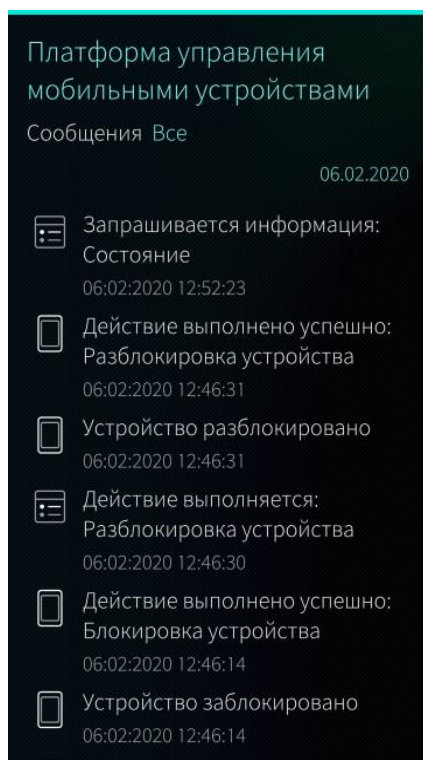 Платформа управления
мобильными устройствами
Сообщения Все
06.02.2020
Запрашивается информация:
Состояние
06:02:2020 12:52:23
Действие выполнено успешно:
Разблокировка устройства
06:02:2020 12:46:31
Устройство разблокировано
06:02:2020 12:46:31
Действие выполняется:
Разблокировка устройства
06:02:2020 12:46:30
Действие выполнено успешно:
Блокировка устройства
06:02:2020 12:46:14
Устройство заблокировано
06:02:2020 12:46:14